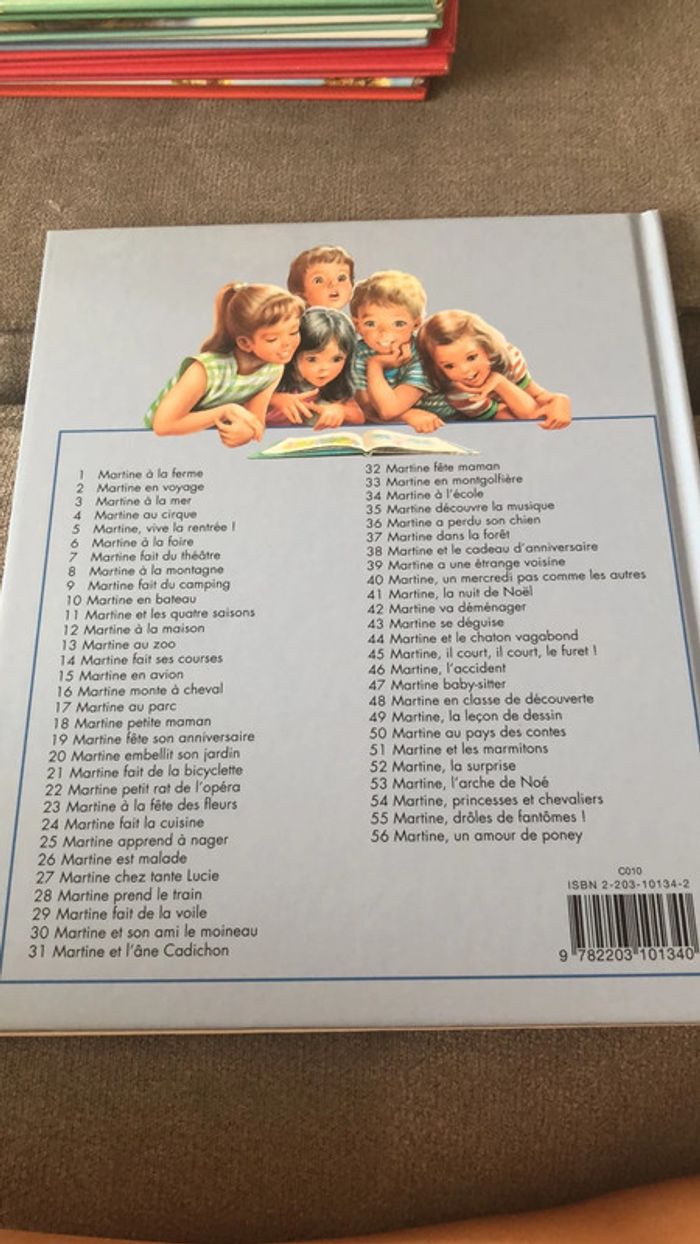 1 Martine à la ferme
2 Martine en voyage
3 Martine à la mer
4 Martine au cirque
5 Martine, vive la rentrée !
6 Martine à la foire
7 Martine fait du théâtre
8 Martine à la montagne
9 Martine fait du camping
10 Martine en bateau
11 Martine et les quatre saisons
12 Martine à la maison
13 Martine au zoo
14 Martine fait ses courses
15 Martine en avion
16 Martine monte à cheval
17 Martine au parc
18 Martine petite maman
19 Martine fête son anniversaire
20 Martine embellit son jardin
21 Martine fait de la bicyclette
22 Martine petit rat de l'opéra
23 Martine à la fête des fleurs
24 Martine fait la cuisine
25 Martine apprend à nager
26 Martine est malade
27 Martine chez tante Lucie
28 Martine prend le train
29 Martine fait de la voile
30 Martine et son ami le moineau
31 Martine et l'âne Cadichon
32 Martine fête maman
33 Martine en montgolfière
34 Martine à l'école
35 Martine découvre la musique
36 Martine a perdu son chien
37 Martine dans la forêt
38 Martine et le cadeau d'anniversaire
39 Martine a une étrange voisine
40 Martine, un mercredi pas comme les autres
41 Martine, la nuit de Noël
42 Martine va déménager
43 Martine se déguise
44 Martine et le chaton vagabond
45 Martine, il court, il court, le furet !
46 Martine, l'accident
47 Martine baby-sitter
48 Martine en classe de découverte
49 Martine, la leçon de dessin
50 Martine au pays des contes
51 Martine et les marmitons
52 Martine, la surprise
53 Martine, l'arche de Noé
54 Martine, princesses et chevaliers
55 Martine, drôles de fantômes !
56 Martine, un amour de poney
C010
ISBN 2-203-10134-2
9 782203 101340